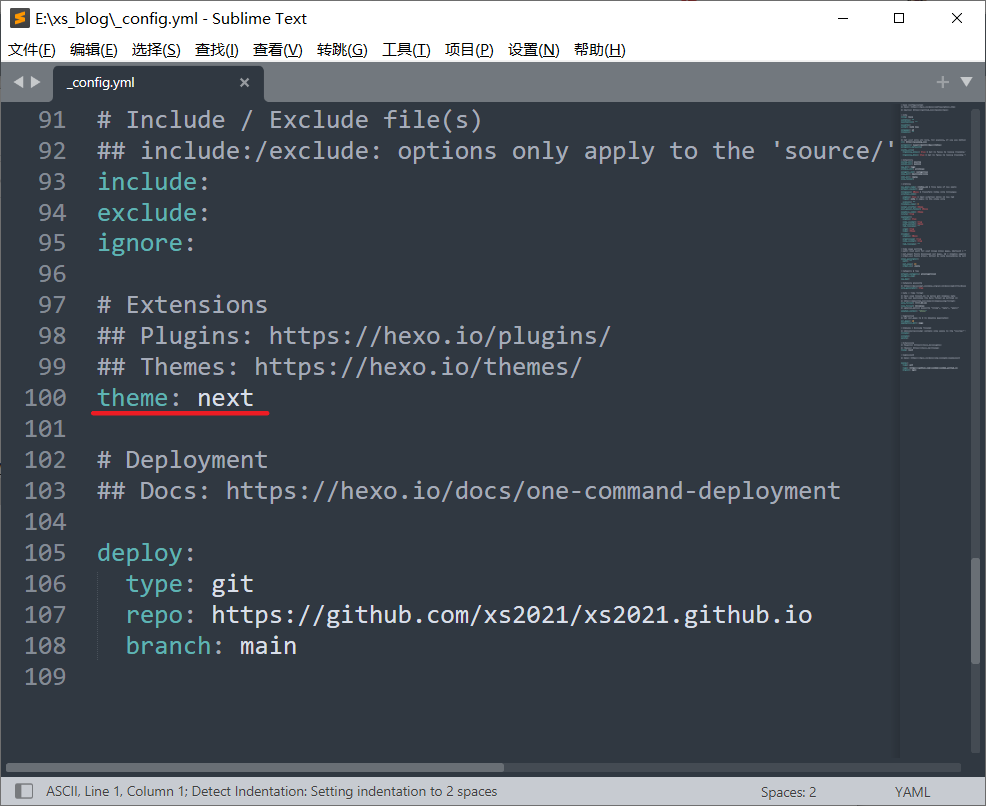 E:\xs_blog\_config.yml - Sublime Text
文件(F) 编辑(E) 选择(S) 查找(I) 查看(V) 转跳(G) 工具(T) 项目(P) 设置(N) 帮助(H)
_config.yml
91 # Include / Exclude file(s)
92 ## include:/exclude: options only apply to the 'source/'
93 include:
94 exclude:
95 ignore:
96
97 # Extensions
98 ## Plugins: https://hexo.io/plugins/
99 ## Themes: https://hexo.io/themes/
100 theme: next
101
102 # Deployment
103 ## Docs: https://hexo.io/docs/one-command-deployment
104
105 deploy:
106   type: git
107   repo: https://github.com/xs2021/xs2021.github.io
108   branch: main
109
ASCII, Line 1, Column 1; Detect Indentation: Setting indentation to 2 spaces Spaces: 2 YAML